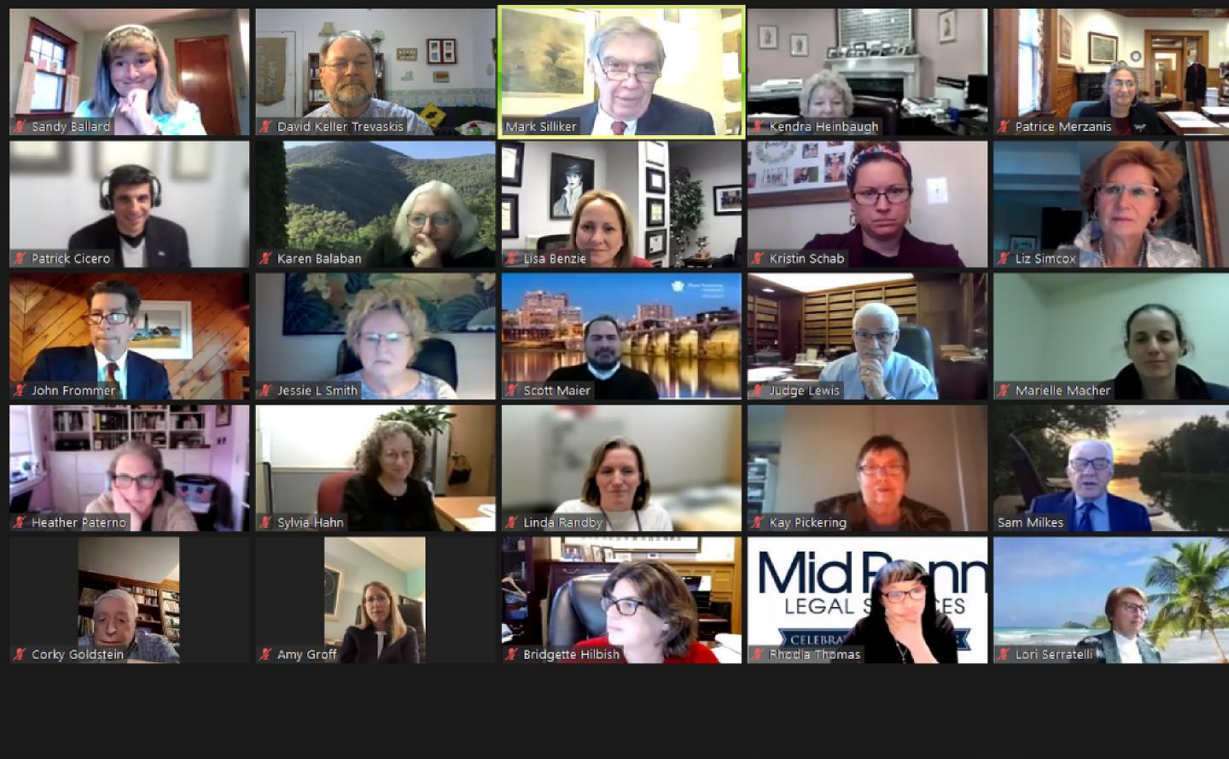 Sandy Ballard
David Keller Trevaskis
Mark Silliker
Kendra Heinbaugh
Patrice Merzanis
Patrick Cicero
Karen Balaban
Lisa Benzie
Kristin Schab
Liz Simcox
John Frommer
Jessie L Smith
Scott Maier
Judge Lewis
Marielle Macher
Heather Paterno
Sylvia Hahn
Linda Randby
Kay Pickering
Sam Milkes
Mid Penn
LEGAL
CES
CELEBRA
Corky Goldstein
Amy Groff
Bridgette Hilbish
Rhodia Thomas
Lori Serratelli